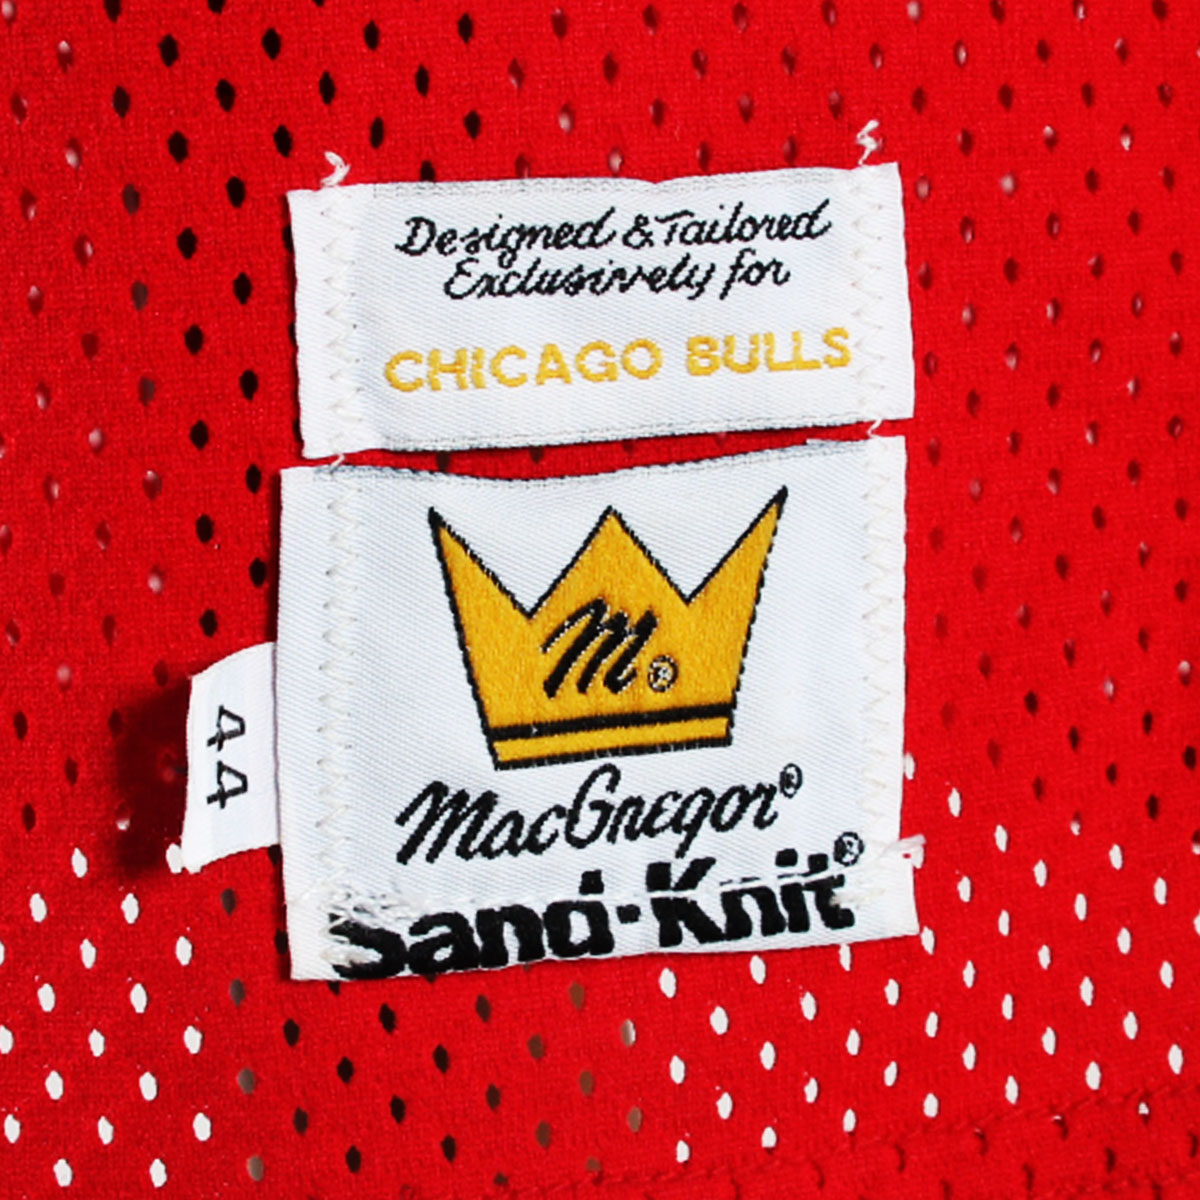 Designed & Tailored
Exclusively for
CHICAGO BULLS
M.®
44
MacGregor®
Sand-Knit®